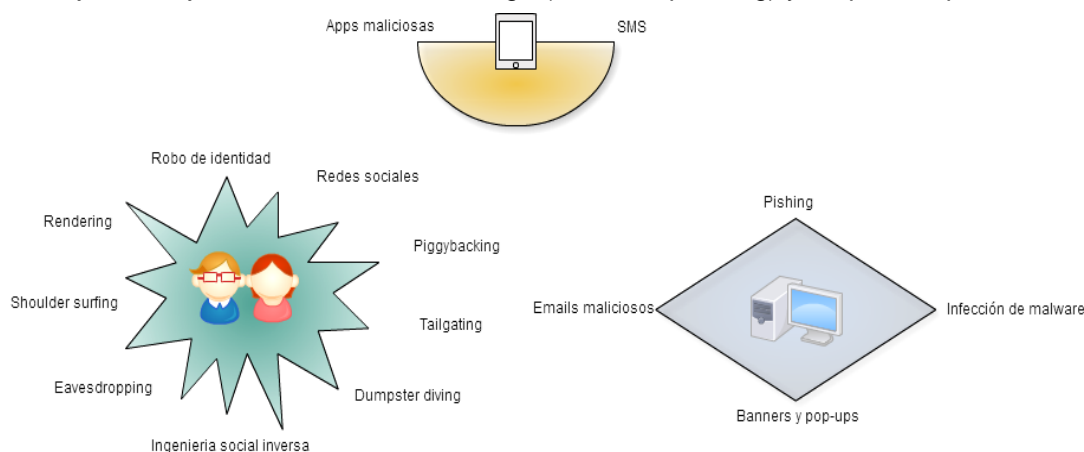 Apps maliciosas
SMS
Robo de identidad
Redes sociales
Rendering
Piggybacking
Shoulder surfing
Tailgating
Eavesdropping
Dumpster diving
Ingenieria social inversa
Pishing
Emails maliciosos
Infección de malware
Banners y pop-ups